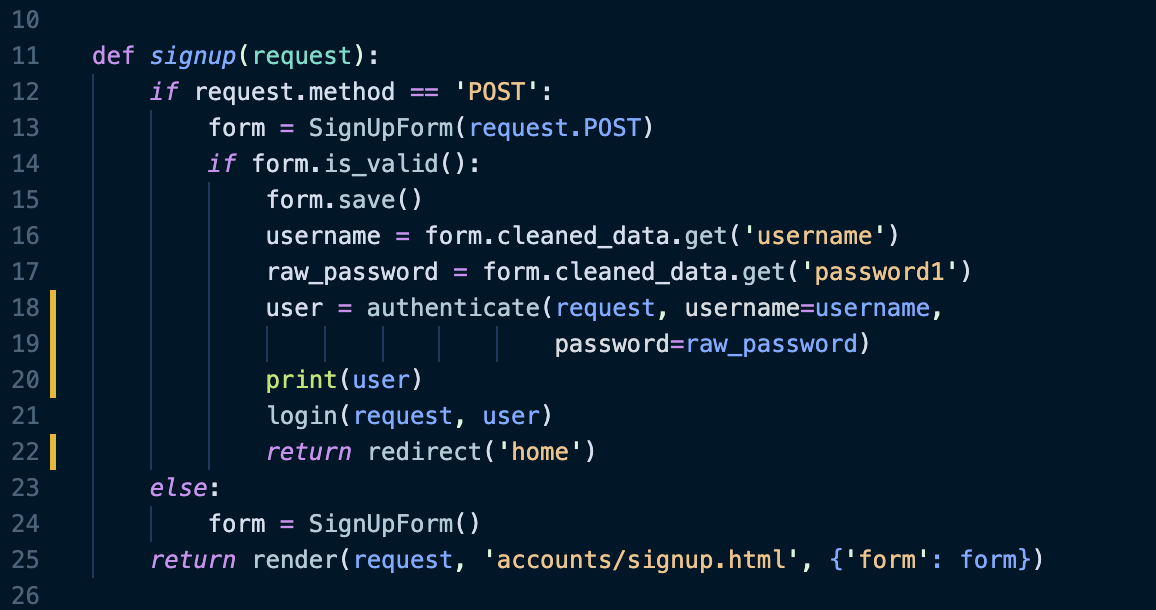 10
11 def signup(request):
12     if request.method == 'POST':
13         form = SignUpForm(request.POST)
14         if form.is_valid():
15             form.save()
16             username = form.cleaned_data.get('username')
17             raw_password = form.cleaned_data.get('password1')
18             user = authenticate(request, username=username,
19                                 password=raw_password)
20             print(user)
21             login(request, user)
22             return redirect('home')
23     else:
24         form = SignUpForm()
25     return render(request, 'accounts/signup.html', {'form': form})
26